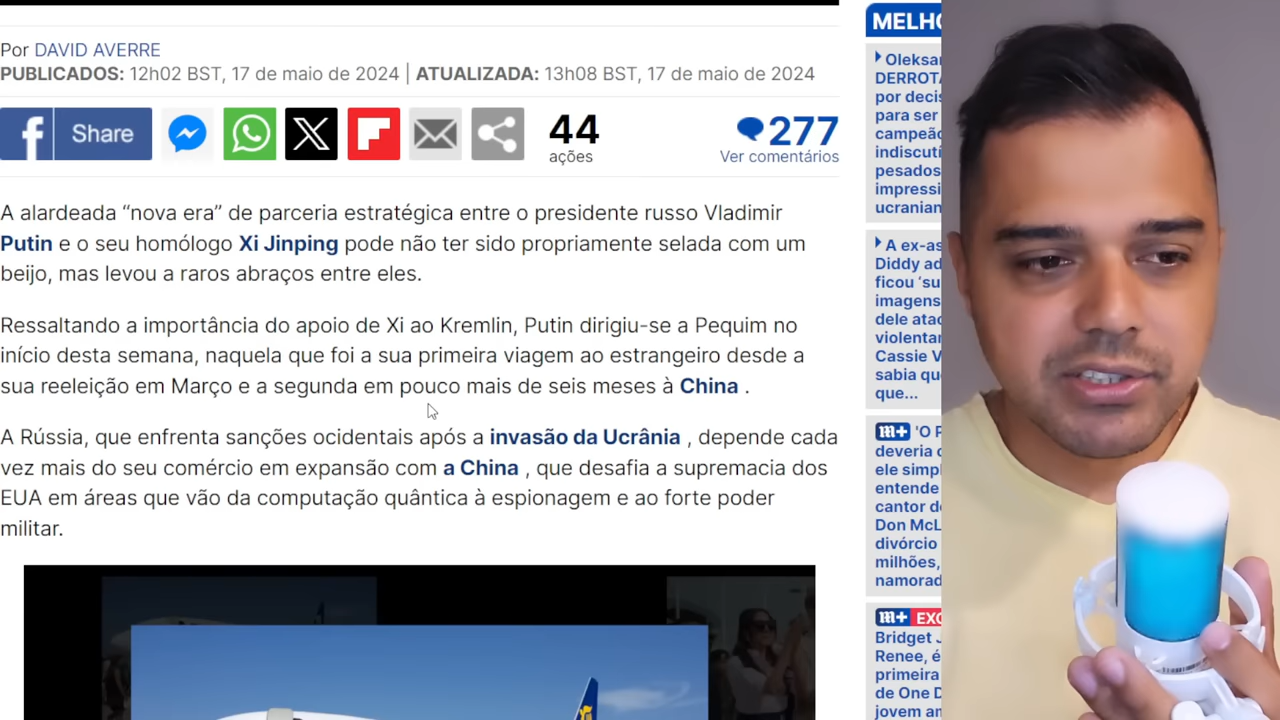 Por DAVID AVERRE
PUBLICADOS: 12h02 BST, 17 de maio de 2024 | ATUALIZADA: 13h08 BST, 17 de maio de 2024
Share
44
ações
277
Ver comentários
A alardeada “nova era” de parceria estratégica entre o presidente russo Vladimir
Putin e o seu homólogo Xi Jinping pode não ter sido propriamente selada com um
beijo, mas levou a raros abraços entre eles.
Ressaltando a importância do apoio de Xi ao Kremlin, Putin dirigiu-se a Pequim no
início desta semana, naquela que foi a sua primeira viagem ao estrangeiro desde a
sua reeleição em Março e a segunda em pouco mais de seis meses à China .
A Rússia, que enfrenta sanções ocidentais após a invasão da Ucrânia , depende cada
vez mais do seu comércio em expansão com a China , que desafia a supremacia dos
EUA em áreas que vão da computação quântica à espionagem e ao forte poder
militar.
MELHO
Oleksa
DERROTA
por decis
para ser
campeão
indiscutí
pesados
impressi
ucranian
A ex-as
Diddy ad
ficou ‘su
imagens
dele atac
violentar
Cassie V
sabia que
que...
m+ 'O F
deveria c
ele simpl
entende
cantor de
Don McL
divórcio
milhões,
namorad
m+ EXC
Bridget J
Renee, é
primeira
de One D
jovem am